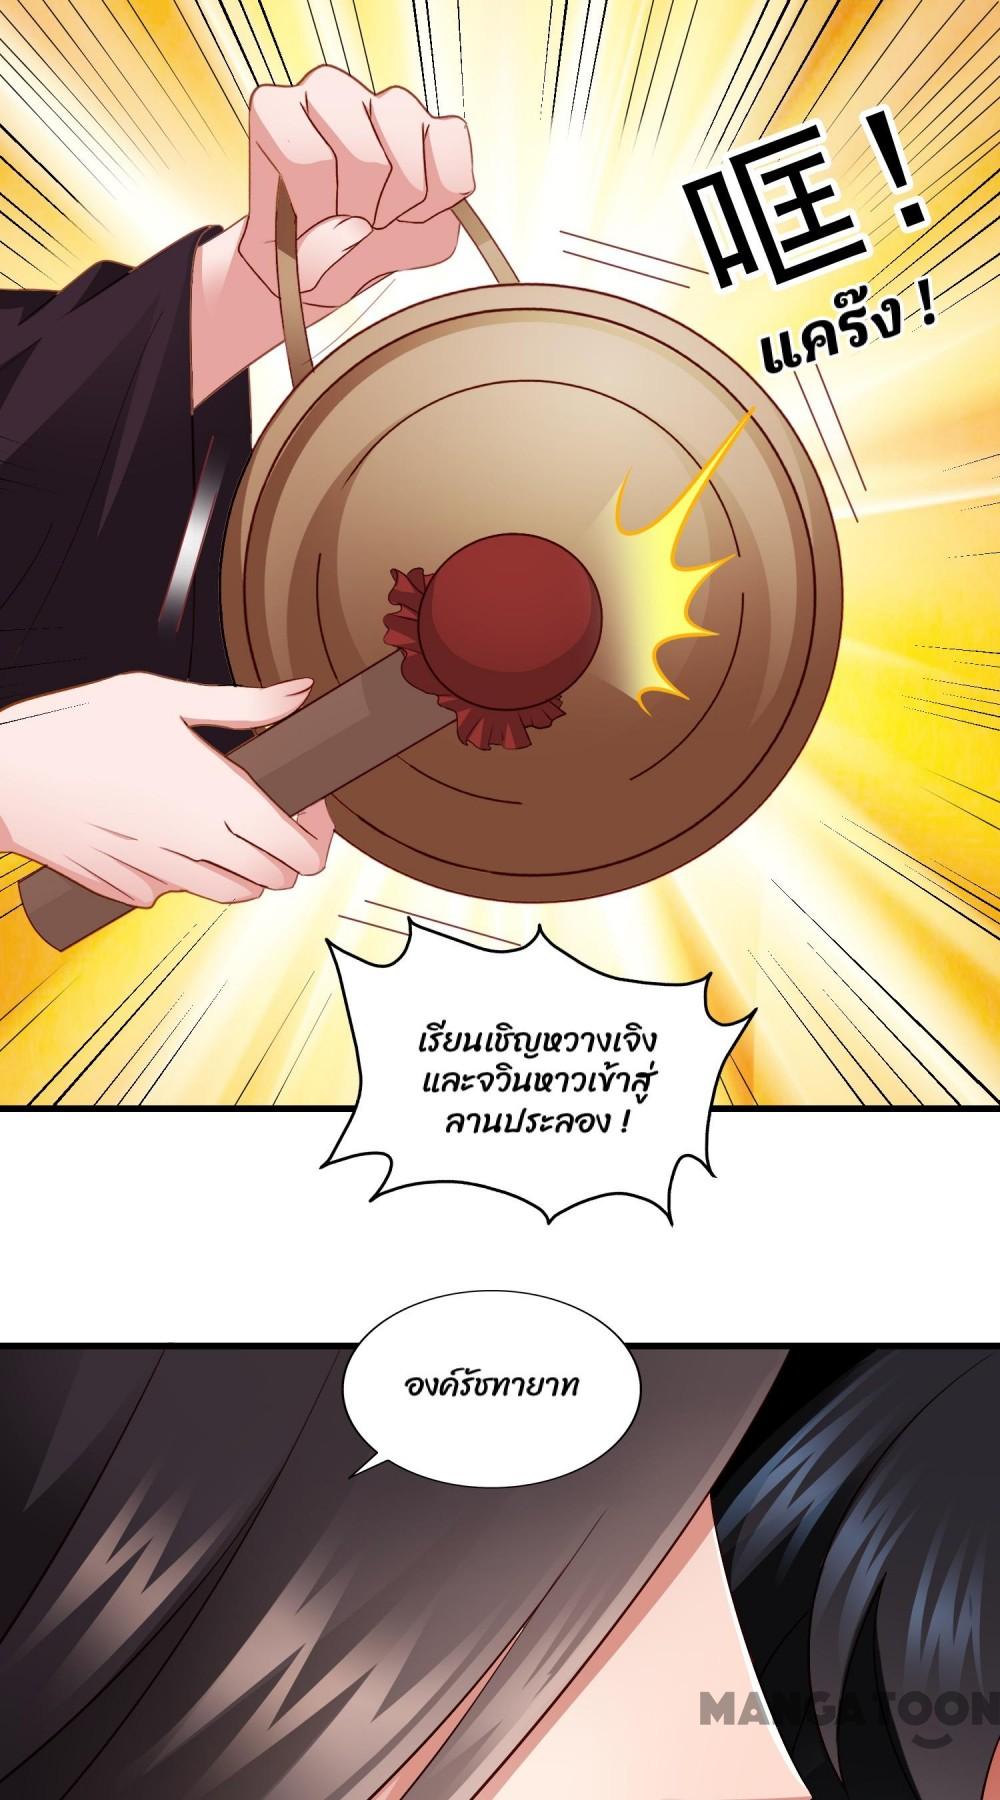 哐！
แคร๊ง !
เรียนเชิญหวางเจิง
และจวินหาวเข้าสู่
ลานประลอง !
องค์รัชทายาท
MANGATOON